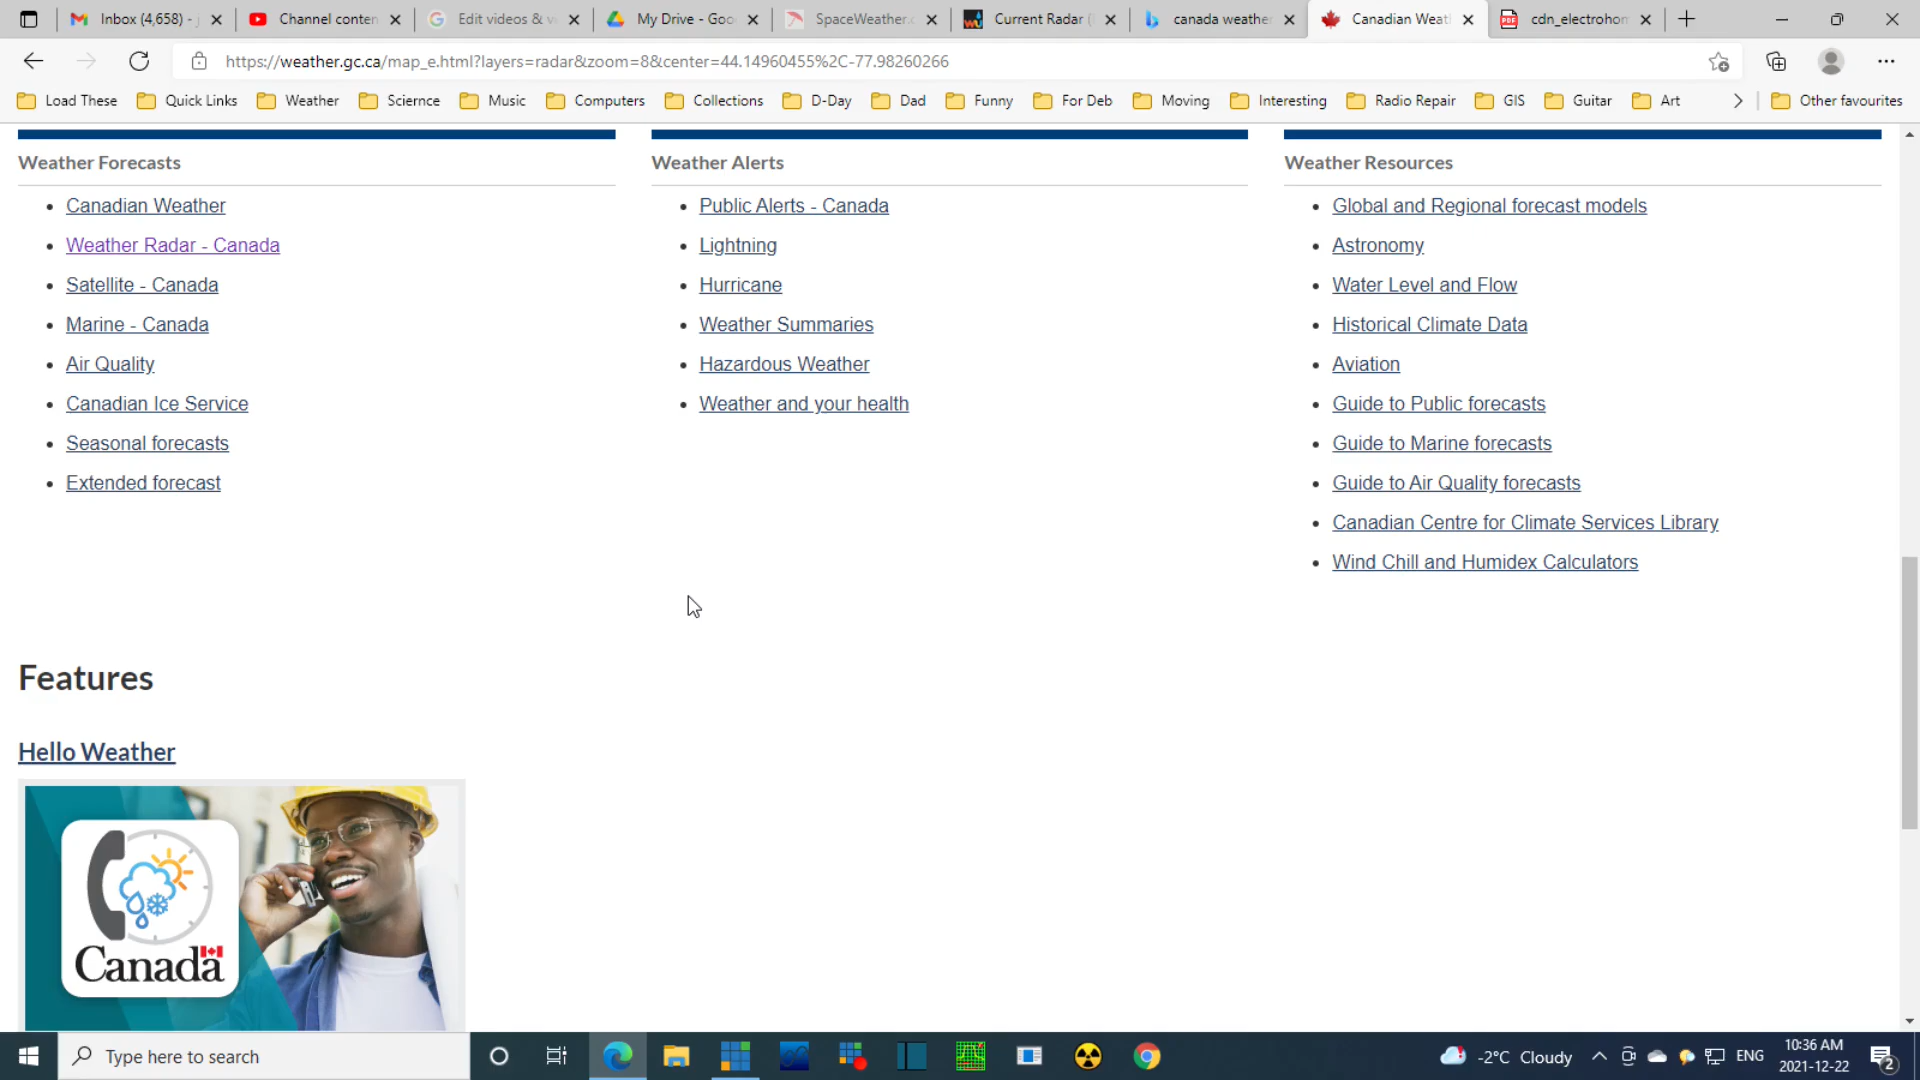 Inbox (4,658) -
Channel conten
Edit videos & v
My Drive - Goo
SpaceWeather.c
Current Radar (
canada weathe
Canadian Weat
cdn_electrohon
https://weather.gc.ca/map_e.html?layers=radar&zoom=8&center=44.14960455%2C-77.98260266
Load These
Quick Links
Weather
Sciernce
Music
Computers
Collections
D-Day
Dad
Funny
For Deb
Moving
Interesting
Radio Repair
GIS
Guitar
Art
Other favourites
Weather Forecasts
Canadian Weather
Weather Radar - Canada
Satellite - Canada
Marine - Canada
Air Quality
Canadian Ice Service
Seasonal forecasts
Extended forecast
Weather Alerts
Public Alerts - Canada
Lightning
Hurricane
Weather Summaries
Hazardous Weather
Weather and your health
Weather Resources
Global and Regional forecast models
Astronomy
Water Level and Flow
Historical Climate Data
Aviation
Guide to Public forecasts
Guide to Marine forecasts
Guide to Air Quality forecasts
Canadian Centre for Climate Services Library
Wind Chill and Humidex Calculators
Features
Hello Weather
Canada
Type here to search
-2°C Cloudy
ENG
10:36 AM
2021-12-22
2